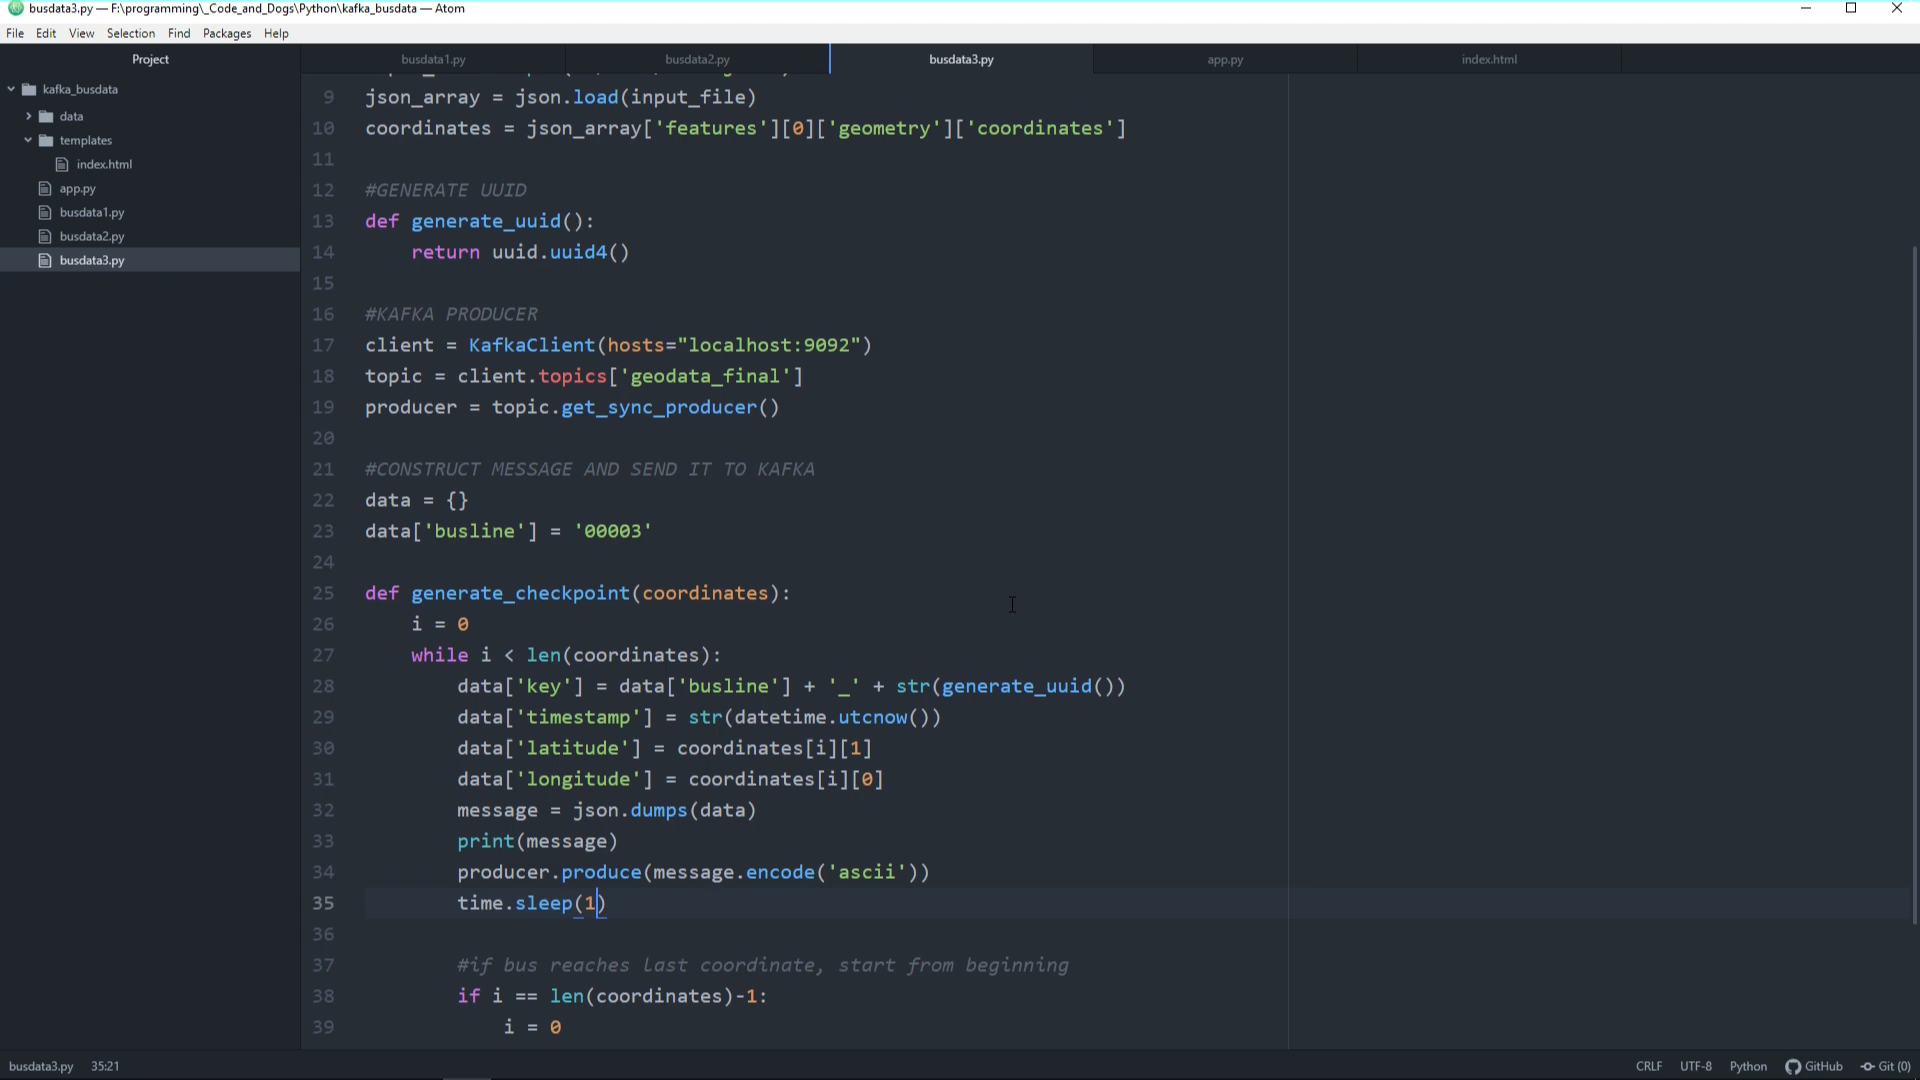 busdata3.py — F:\programming\_Code_and_Dogs\Python\kafka_busdata — Atom
File Edit View Selection Find Packages Help
Project
busdata1.py busdata2.py busdata3.py app.py index.html
kafka_busdata
data
templates
index.html
app.py
busdata1.py
busdata2.py
busdata3.py
9 json_array = json.load(input_file)
10 coordinates = json_array['features'][0]['geometry']['coordinates']
11
12 #GENERATE UUID
13 def generate_uuid():
14     return uuid.uuid4()
15
16 #KAFKA PRODUCER
17 client = KafkaClient(hosts="localhost:9092")
18 topic = client.topics['geodata_final']
19 producer = topic.get_sync_producer()
20
21 #CONSTRUCT MESSAGE AND SEND IT TO KAFKA
22 data = {}
23 data['busline'] = '00003'
24
25 def generate_checkpoint(coordinates):
26     i = 0
27     while i < len(coordinates):
28         data['key'] = data['busline'] + '_' + str(generate_uuid())
29         data['timestamp'] = str(datetime.utcnow())
30         data['latitude'] = coordinates[i][1]
31         data['longitude'] = coordinates[i][0]
32         message = json.dumps(data)
33         print(message)
34         producer.produce(message.encode('ascii'))
35         time.sleep(1)
36
37         #if bus reaches last coordinate, start from beginning
38         if i == len(coordinates)-1:
39             i = 0
busdata3.py 35:21 CRLF UTF-8 Python GitHub Git (0)